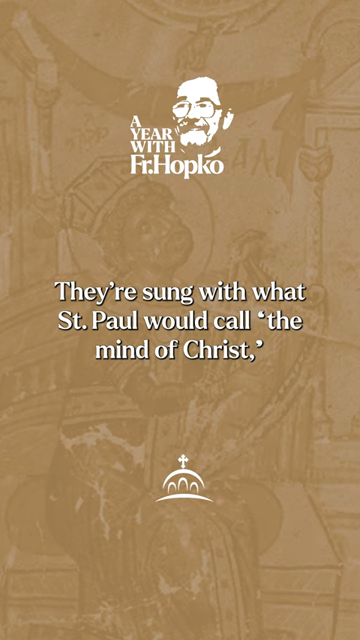 A
YEAR
WITH
Fr.Hopko
They're sung with what
St. Paul would call ‘the
mind of Christ,’